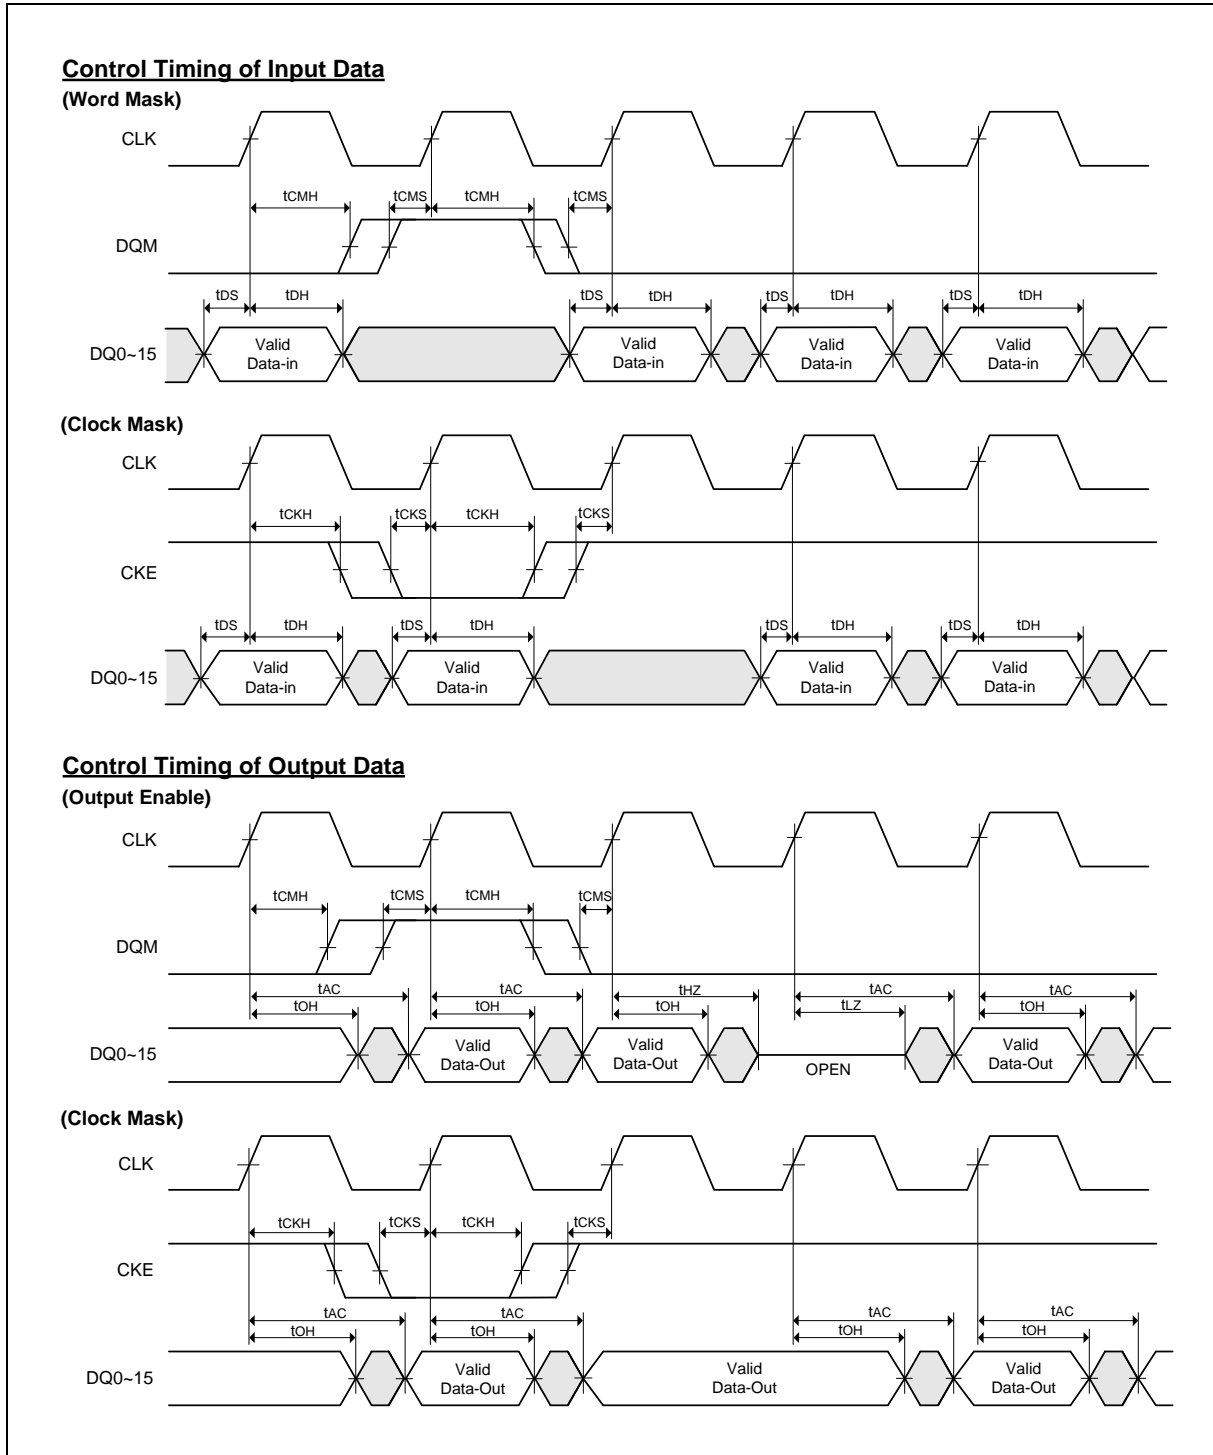 Control Timing of Input Data
(Word Mask)
CLK
tCMH tCMS tCMH tCMS
DQM
tDS tDH tDS tDH tDS tDH tDS tDH
DQ0~15
Valid Data-in
Valid Data-in
Valid Data-in
Valid Data-in
(Clock Mask)
CLK
tCKH tCKS tCKH tCKS
CKE
tDS tDH tDS tDH tDS tDH tDS tDH
DQ0~15
Valid Data-in
Valid Data-in
Valid Data-in
Valid Data-in
Control Timing of Output Data
(Output Enable)
CLK
tCMH tCMS tCMH tCMS
DQM
tAC tAC tHZ tAC tAC
tOH tOH tOH tLZ tOH
DQ0~15
Valid Data-Out
Valid Data-Out
OPEN
Valid Data-Out
(Clock Mask)
CLK
tCKH tCKS tCKH tCKS
CKE
tAC tAC tAC tAC
tOH tOH tOH tOH
DQ0~15
Valid Data-Out
Valid Data-Out
Valid Data-Out